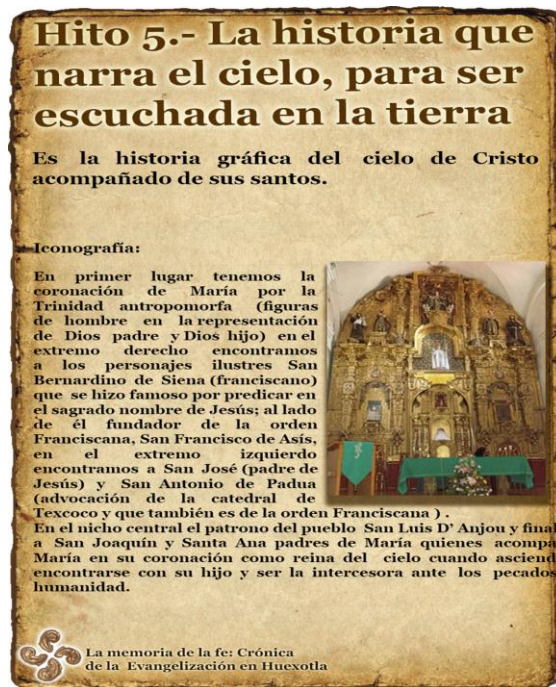 Hito 5.- La historia que
narra el cielo, para ser
escuchada en la tierra
Es la historia gráfica del cielo de Cristo
acompañado de sus santos.
Iconografía:
En primer lugar tenemos la
coronación de María por la
Trinidad antropomorfa (figuras
de hombre en la representación
de Dios padre y Dios hijo) en el
extremo derecho encontramos
a los personajes ilustres San
Bernardino de Siena (franciscano)
que se hizo famoso por predicar en
el sagrado nombre de Jesús; al lado
de él fundador de la orden
Franciscana, San Francisco de Asís,
en el extremo izquierdo
encontramos a San José (padre de
Jesús) y San Antonio de Padua
(advocación de la catedral de
Texcoco y que también es de la orden Franciscana ) .
En el nicho central el patrono del pueblo San Luis D' Anjou y final
a San Joaquín y Santa Ana padres de María quienes acompa
María en su coronación como reina del cielo cuando asciend
encontrarse con su hijo y ser la intercesora ante los pecados
humanidad.
La memoria de la fe: Crónica
de la Evangelización en Huexotla